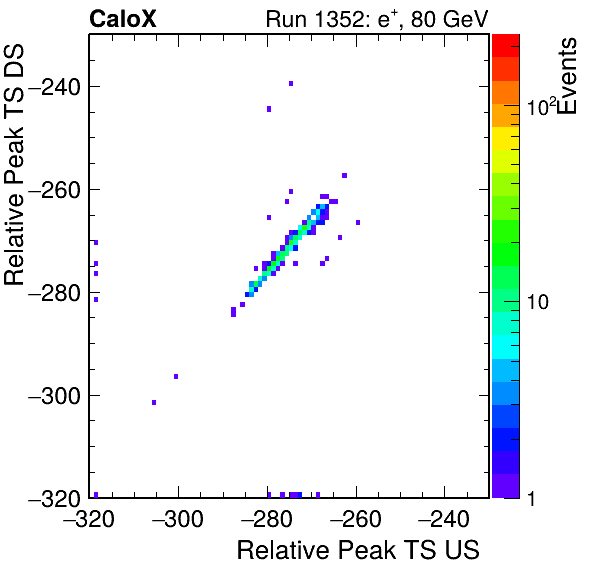 CaloX Run 1352: e⁺, 80 GeV
Relative Peak TS DS
−240
−260
−280
−300
−320
−320 −300 −280 −260 −240
Relative Peak TS US
Events
10²
10
1